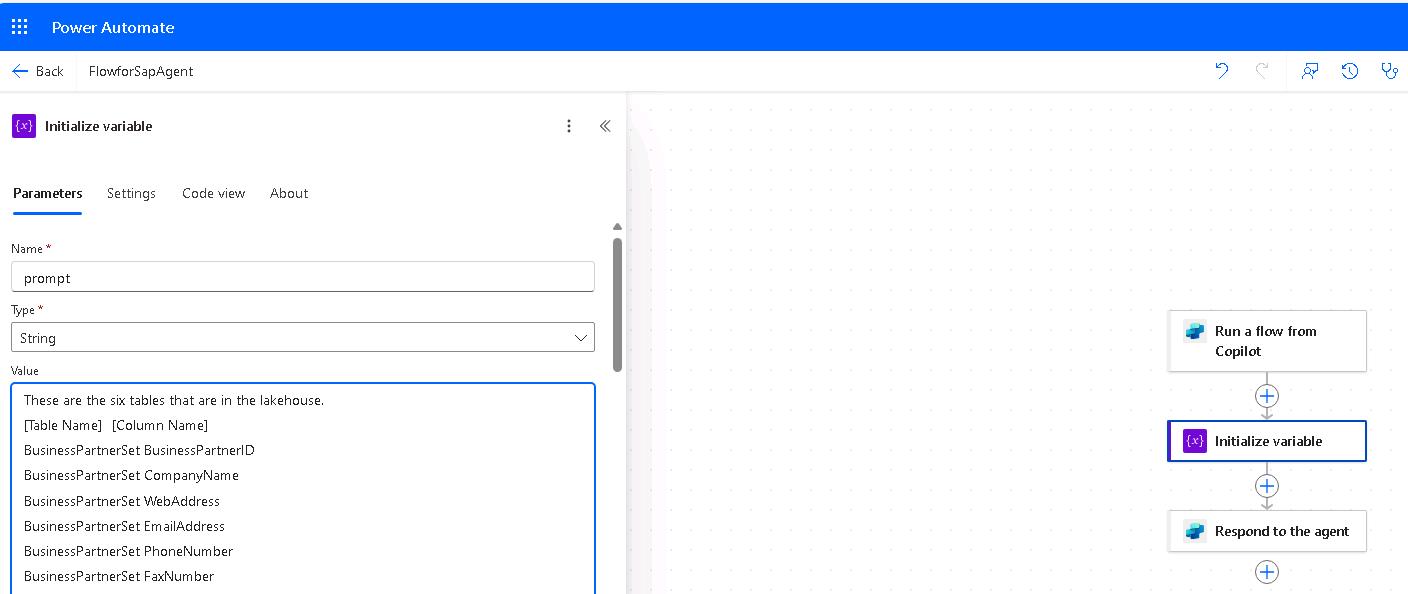 Power Automate
Back
FlowforSapAgent
{x} Initialize variable
Parameters Settings Code view About
Name *
prompt
Type *
String
Value
These are the six tables that are in the lakehouse.
[Table Name] [Column Name]
BusinessPartnerSet BusinessPartnerID
BusinessPartnerSet CompanyName
BusinessPartnerSet WebAddress
BusinessPartnerSet EmailAddress
BusinessPartnerSet PhoneNumber
BusinessPartnerSet FaxNumber
Run a flow from
Copilot
{x} Initialize variable
Respond to the agent